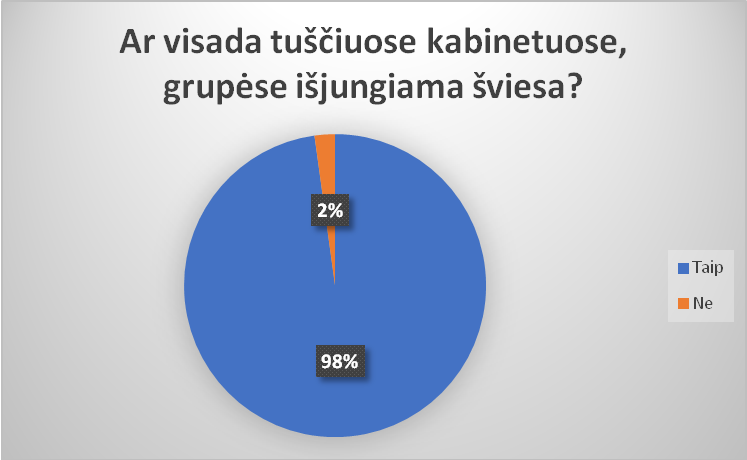 Ar visada tuščiuose kabinetuose,
grupėse išjungiama šviesa?
2%
98%
Taip
Ne